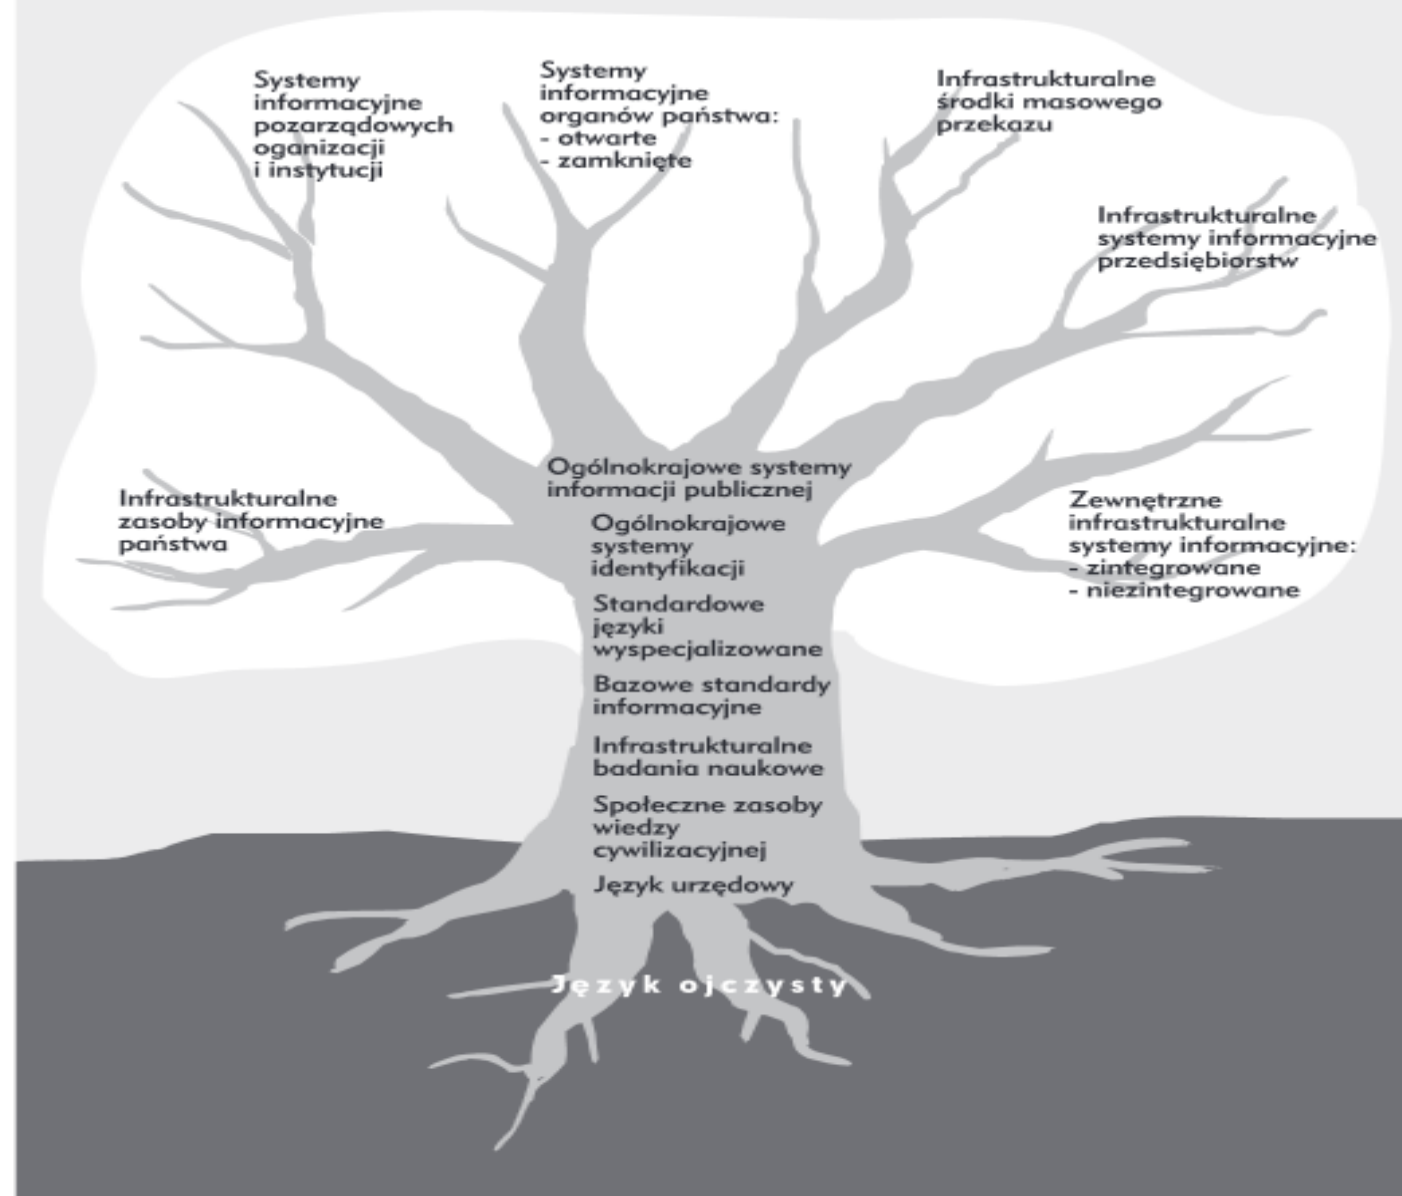 Systemy
informacyjne
pozarządowych
oganizacji
i instytucji
Systemy
informacyjne
organów państwa:
- otwarte
- zamknięte
Infrastrukturalne
środki masowego
przekazu
Infrastrukturalne
systemy informacyjne
przedsiębiorstw
Infrastrukturalne
zasoby informacyjne
państwa
Zewnętrzne
infrastrukturalne
systemy informacyjne:
- zintegrowane
- niezintegrowane
Ogólnokrajowe systemy
informacji publicznej
Ogólnokrajowe
systemy
identyfikacji
Standardowe
języki
wyspecjalizowane
Bazowe standardy
informacyjne
Infrastrukturalne
badania naukowe
Społeczne zasoby
wiedzy
cywilizacyjnej
Język urzędowy
Język ojczysty